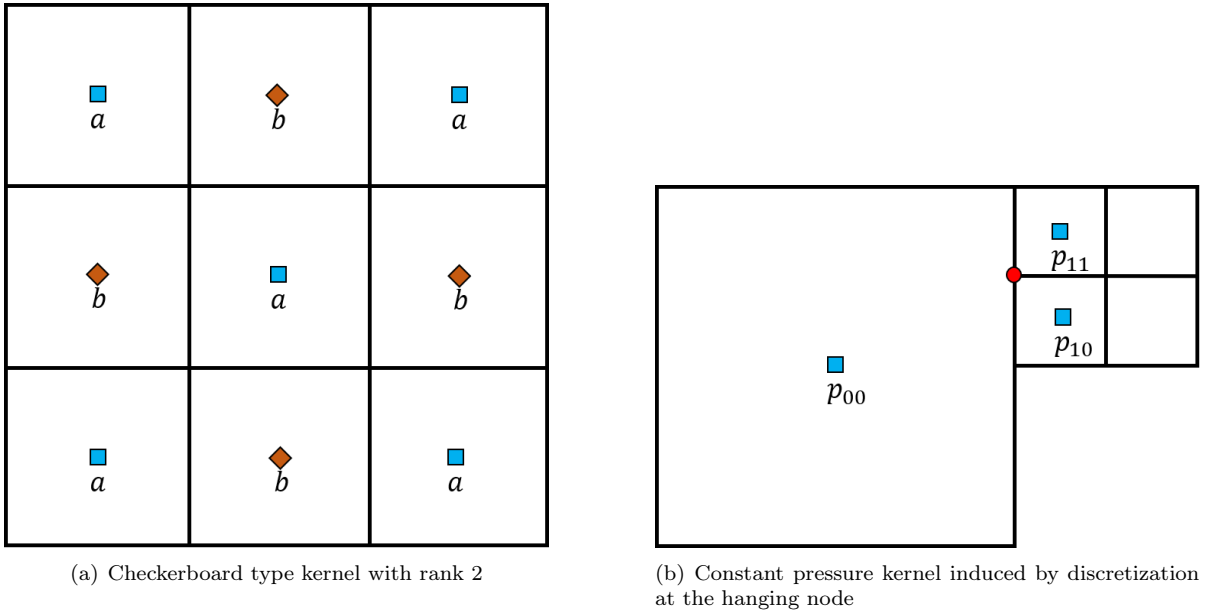 a b a
b a b
a b a
p₁₁
p₁₀
p₀₀
(a) Checkerboard type kernel with rank 2
(b) Constant pressure kernel induced by discretization
at the hanging node